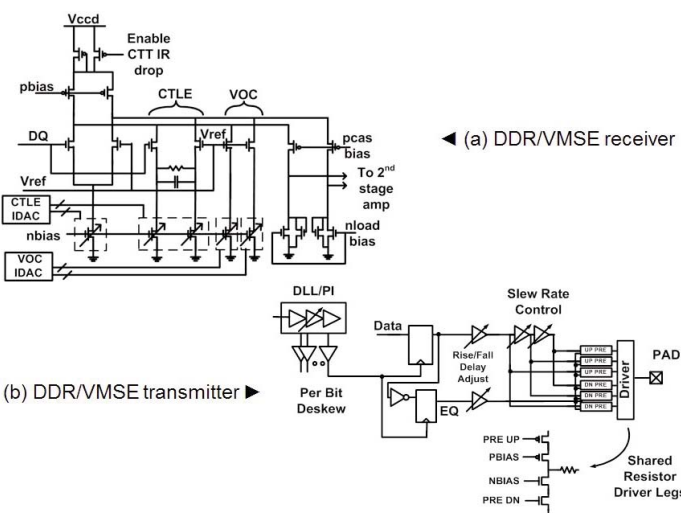 Vccd
Enable
CTT IR
drop
pbias
CTLE
VOC
DQ
Vref
pcas
bias
◄ (a) DDR/VMSE receiver
To 2nd
stage
amp
Vref
CTLE
IDAC
nbias
nload
bias
VOC
IDAC
DLL/PI
Slew Rate
Control
Data
Rise/Fall
Delay
Adjust
UP PRE
UP PRE
UP PRE
DN PRE
DN PRE
DN PRE
Driver
PAD
(b) DDR/VMSE transmitter ►
Per Bit
Deskew
EQ
PRE UP
PBIAS
NBIAS
PRE DN
Shared
Resistor
Driver Legs